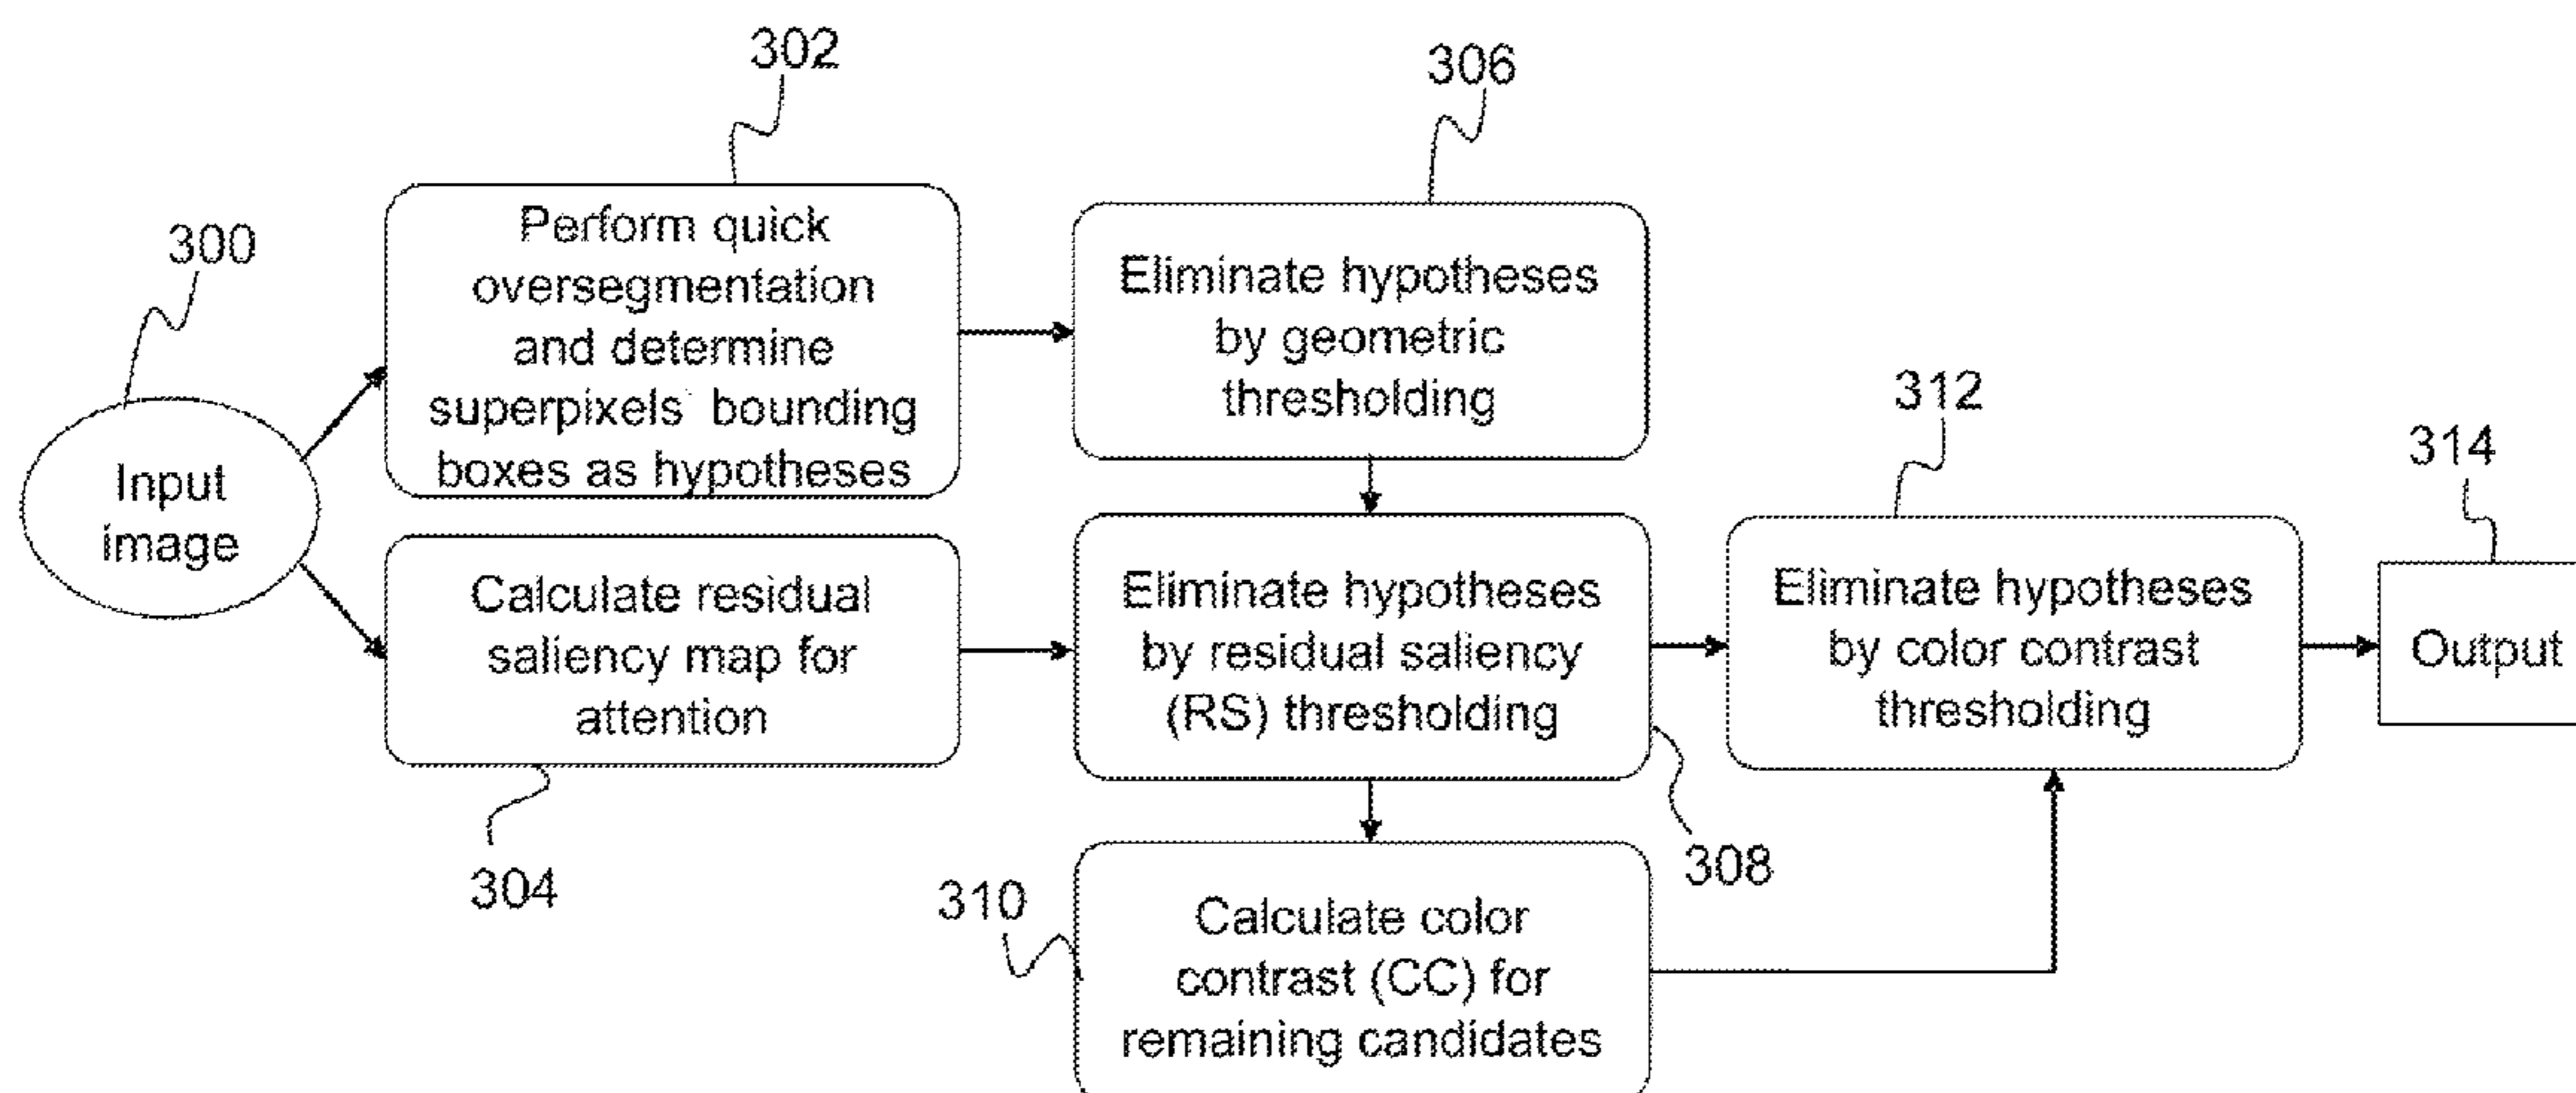 302
306
300
Perform quick
oversegmentation
and determine
superpixels' bounding
boxes as hypotheses
Eliminate hypotheses
by geometric
thresholding
312
314
Input
image
Calculate residual
saliency map for
attention
Eliminate hypotheses
by residual saliency
(RS) thresholding
Eliminate hypotheses
by color contrast
thresholding
Output
304
308
310
Calculate color
contrast (CC) for
remaining candidates